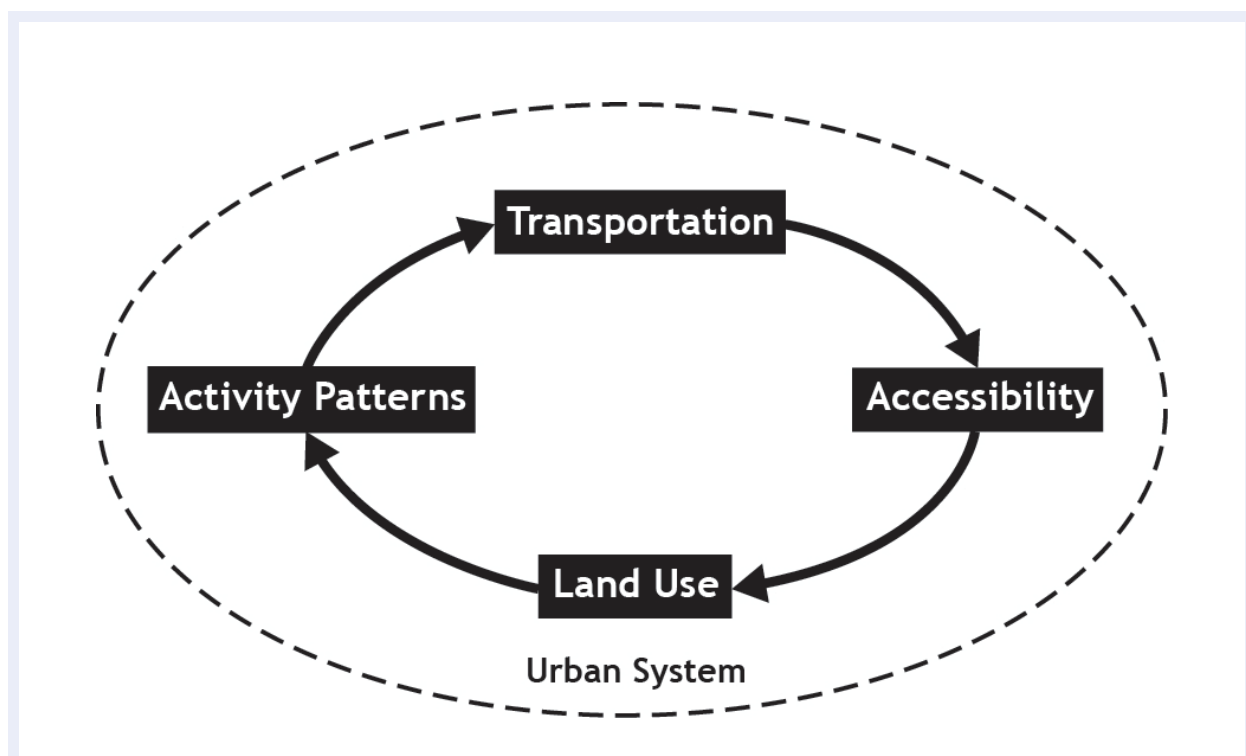 Transportation
Activity Patterns
Accessibility
Land Use
Urban System